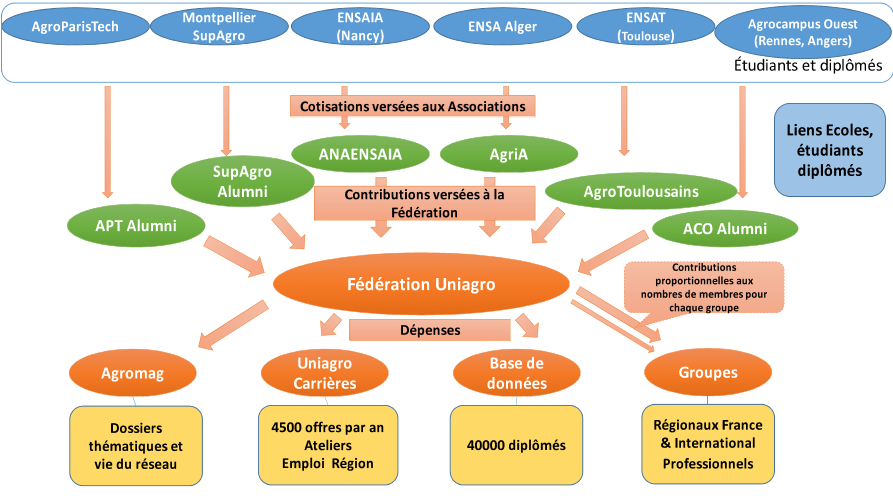 AgroParisTech
Montpellier
SupAgro
ENSAIA
(Nancy)
ENSA Alger
ENSAT
(Toulouse)
Agrocampus Ouest
(Rennes, Angers)
Étudiants et diplômés
Cotisations versées aux Associations
Liens Ecoles,
étudiants
diplômés
ANAENSAIA
AgriA
SupAgro
Alumni
AgroToulousains
Contributions versées à la
Fédération
APT Alumni
ACO Alumni
Fédération Uniagro
Contributions
proportionnelles aux
nombres de membres pour
chaque groupe
Dépenses
Agromag
Uniagro
Carrières
Base de
données
Groupes
Dossiers
thématiques et
vie du réseau
4500 offres par an
Ateliers
Emploi Région
40000 diplômés
Régionaux France
& International
Professionnels